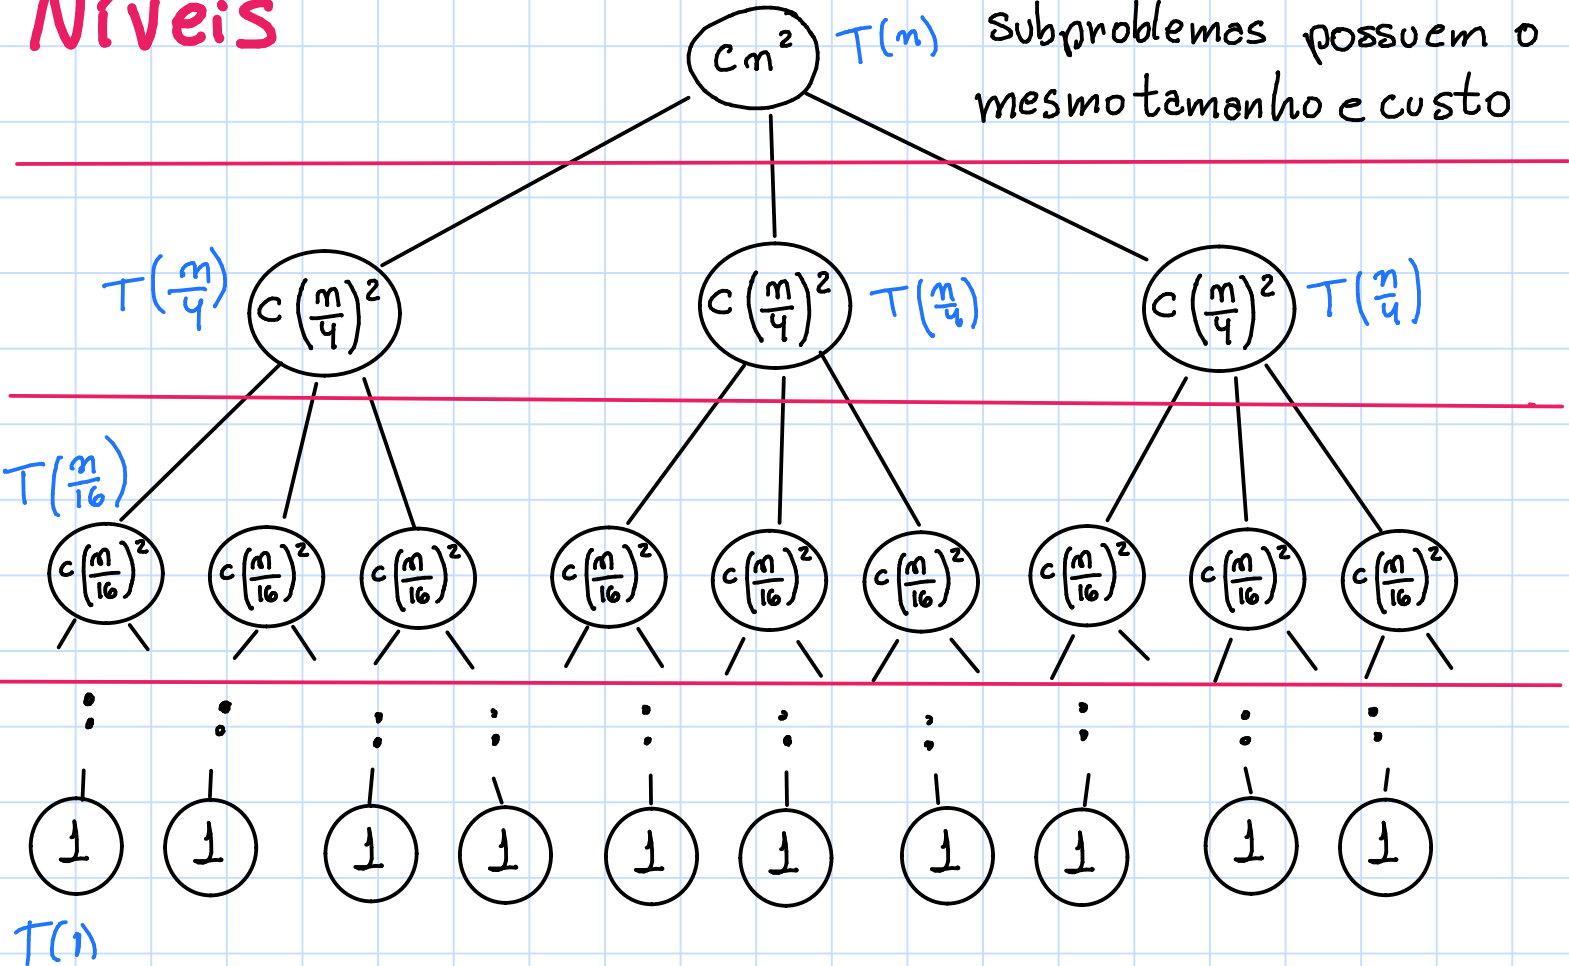 Níveis
subproblemas possuem o
mesmo tamanho e custo
cn² T(n)
T(n/4) c(n/4)² c(n/4)² T(n/4) c(n/4)² T(n/4)
T(n/16)
c(n/16)² c(n/16)² c(n/16)² c(n/16)² c(n/16)² c(n/16)² c(n/16)² c(n/16)² c(n/16)²
: : : : : : : : : :
1 1 1 1 1 1 1 1 1 1
T(1)